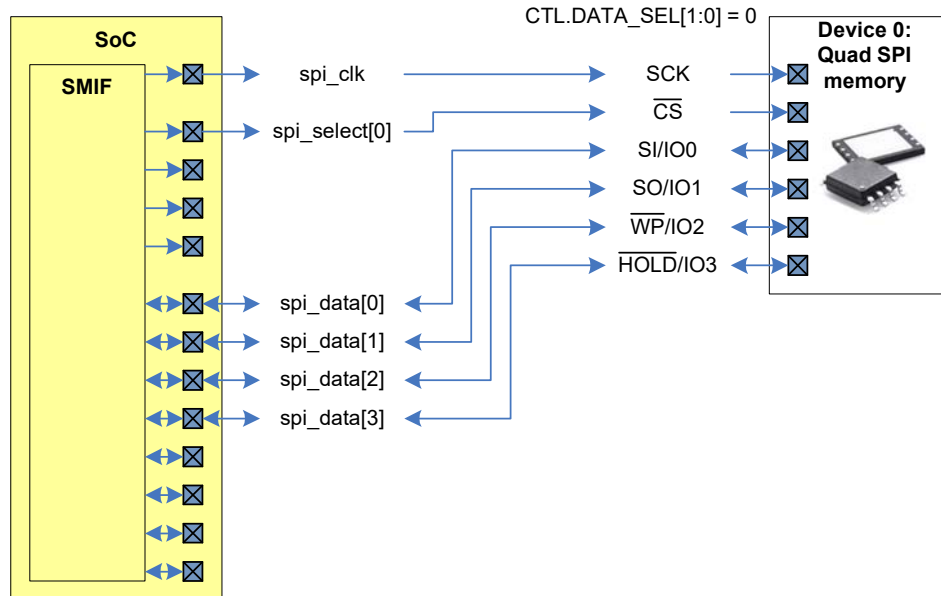 CTL.DATA_SEL[1:0] = 0
SoC
SMIF
Device 0:
Quad SPI
memory
spi_clk
SCK
spi_select[0]
CS
SI/IO0
SO/IO1
WP/IO2
HOLD/IO3
spi_data[0]
spi_data[1]
spi_data[2]
spi_data[3]